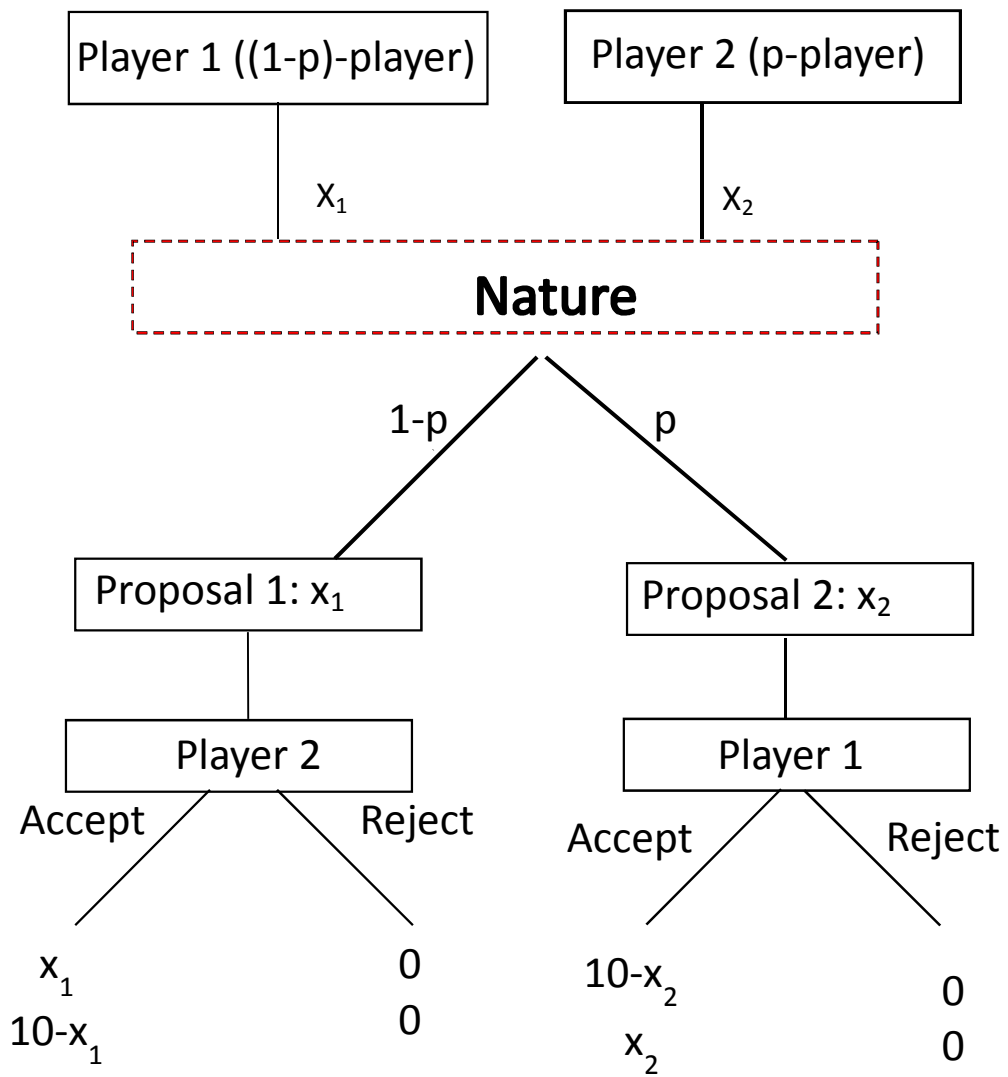 Player 1 ((1-p)-player)
Player 2 (p-player)
X₁
X₂
Nature
1-p
p
Proposal 1: x₁
Proposal 2: x₂
Player 2
Player 1
Accept
Reject
Accept
Reject
x₁
0
10-x₂
0
10-x₁
0
x₂
0